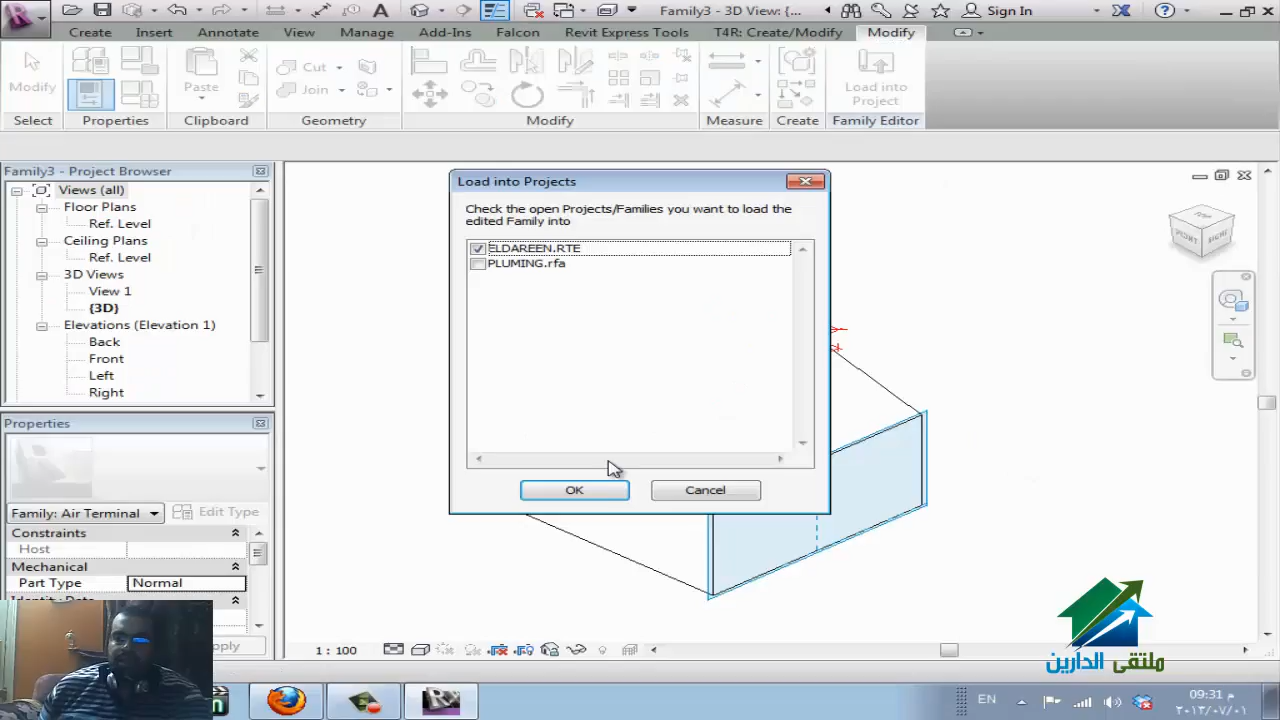 Family3 - 3D View: {...
Sign In
Create
Insert
Annotate
View
Manage
Add-Ins
Falcon
Revit Express Tools
T4R: Create/Modify
Modify
Modify
Paste
Cut
Join
Load into
Project
Select
Properties
Clipboard
Geometry
Modify
Measure
Create
Family Editor
Family3 - Project Browser
Views (all)
Floor Plans
Ref. Level
Ceiling Plans
Ref. Level
3D Views
View 1
{3D}
Elevations (Elevation 1)
Back
Front
Left
Right
Properties
Family: Air Terminal
Edit Type
Constraints
Host
Mechanical
Part Type
Normal
Load into Projects
Check the open Projects/Families you want to load the
edited Family into
ELDAREEN.RTE
PLUMING.rfa
OK
Cancel
FRONT
1 : 100
ملتقى الدارين
EN
09:31 م
٢٠١٣/٠٧/٠١